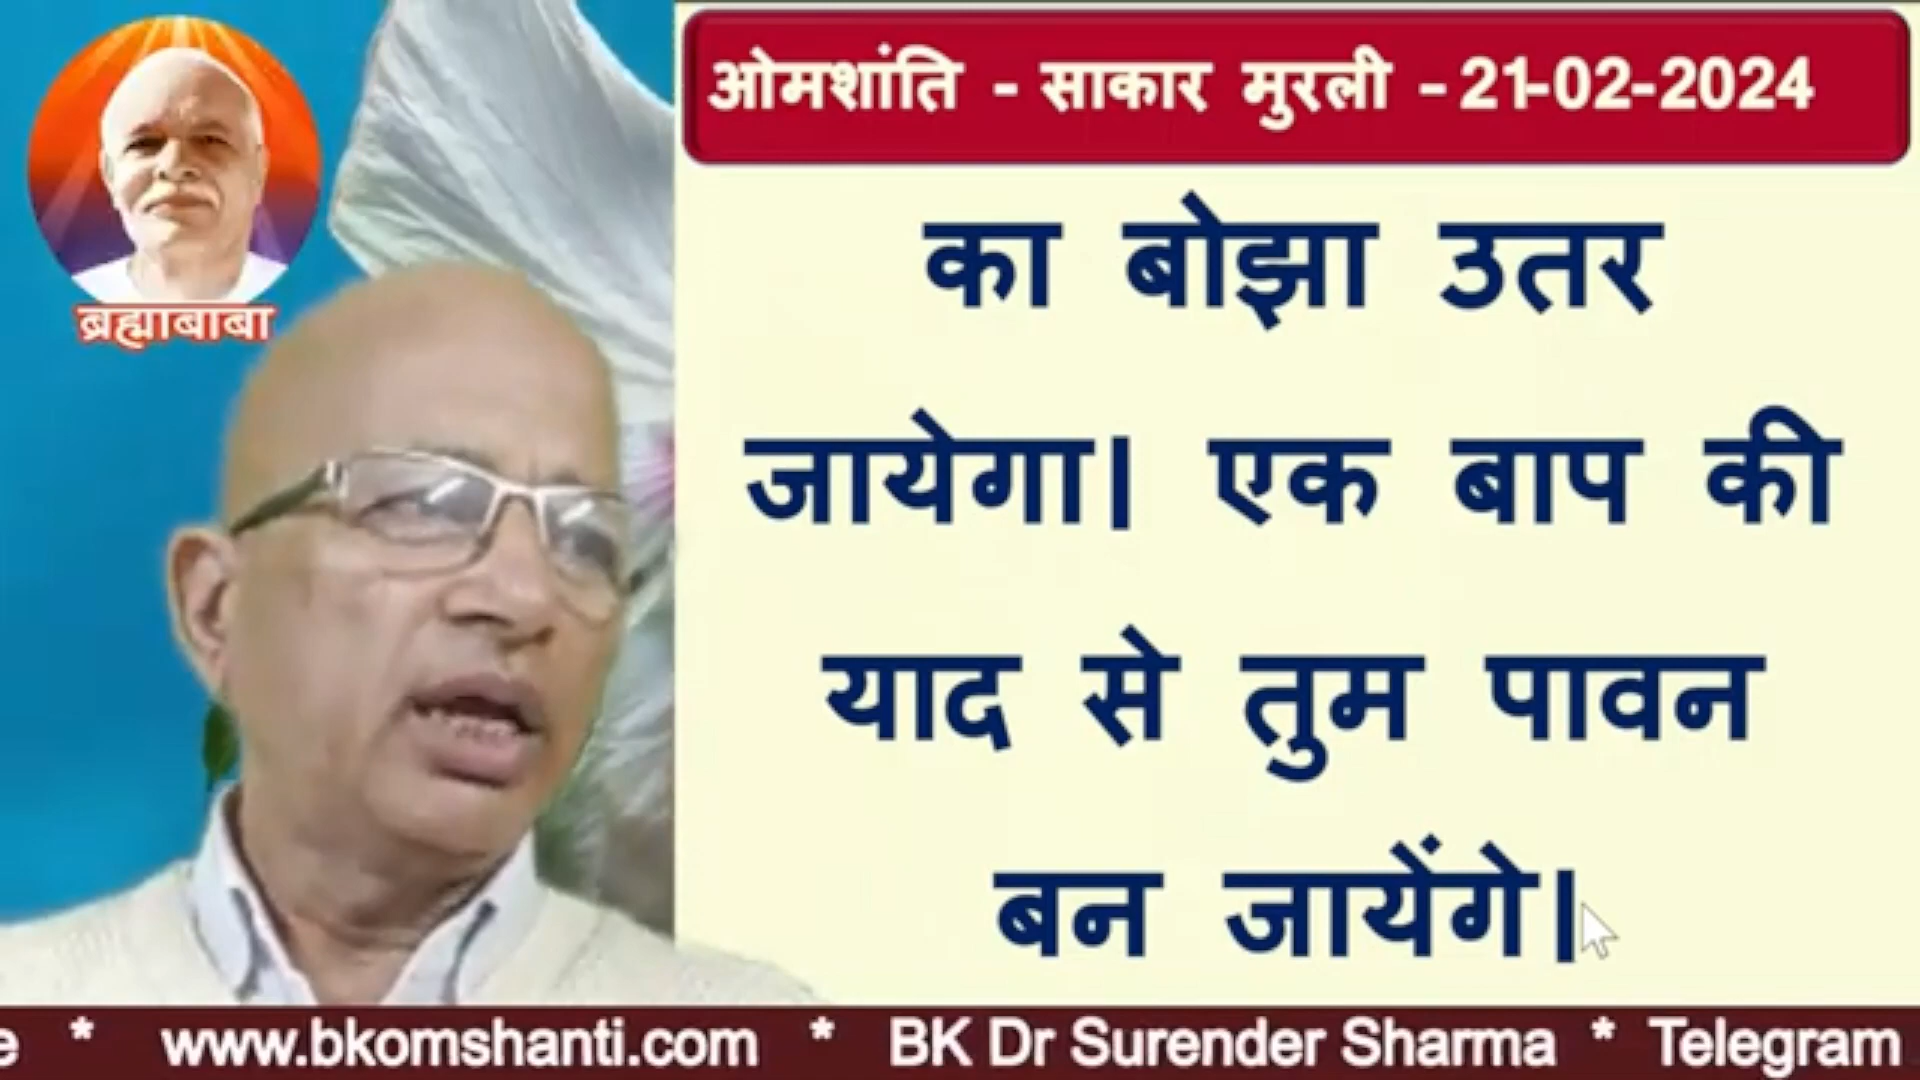 ओमशांति - साकार मुरली - 21-02-2024
ब्रह्माबाबा
का बोझा उतर
जायेगा। एक बाप की
याद से तुम पावन
बन जायेंगे।
e * www.bkomshanti.com * BK Dr Surender Sharma * Telegram